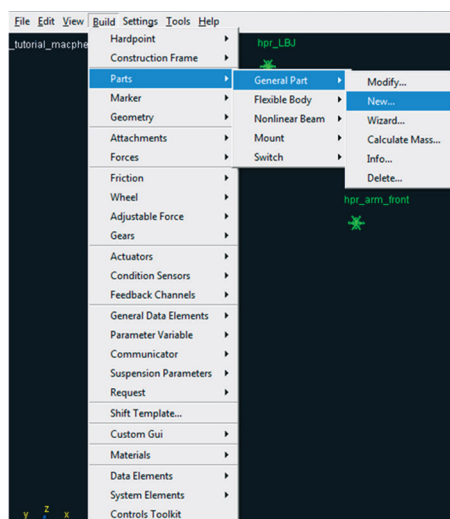 File Edit View Build Settings Tools Help
_tutorial_macphe
hpr_LBJ
hpr_arm_front
Hardpoint
Construction Frame
Parts
Marker
Geometry
Attachments
Forces
Friction
Wheel
Adjustable Force
Gears
Actuators
Condition Sensors
Feedback Channels
General Data Elements
Parameter Variable
Communicator
Suspension Parameters
Request
Shift Template...
Custom Gui
Materials
Data Elements
System Elements
Controls Toolkit
General Part
Flexible Body
Nonlinear Beam
Mount
Switch
Modify...
New...
Wizard...
Calculate Mass...
Info...
Delete...
y z x